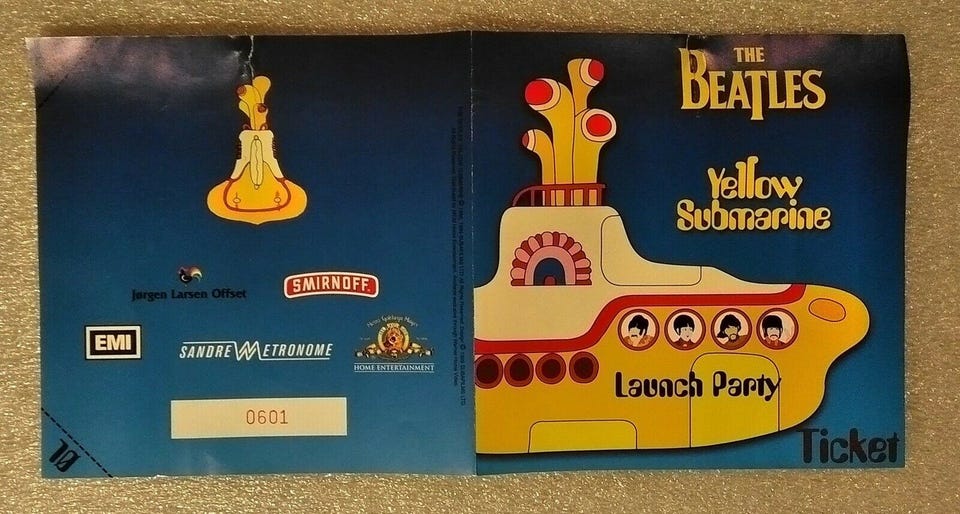 Jørgen Larsen Offset
SMIRNOFF
EMI
SANDREW METRONOME
HOME ENTERTAINMENT
0601
THE
BEATLES
Yellow
Submarine
Launch Party
Ticket